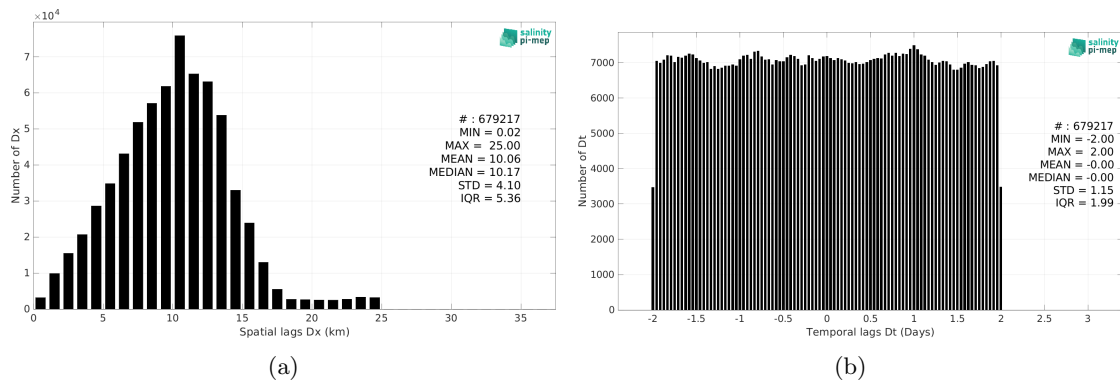 ×10⁴
8
7
6
5
4
3
2
1
0
Number of Dx
salinity
pi-mep
# : 679217
MIN = 0.02
MAX = 25.00
MEAN = 10.06
MEDIAN = 10.17
STD = 4.10
IQR = 5.36
0 5 10 15 20 25 30 35
Spatial lags Dx (km)
(a)
7000
6000
5000
4000
3000
2000
1000
0
Number of Dt
salinity
pi-mep
# : 679217
MIN = -2.00
MAX = 2.00
MEAN = -0.00
MEDIAN = -0.00
STD = 1.15
IQR = 1.99
-2 -1.5 -1 -0.5 0 0.5 1 1.5 2 2.5 3
Temporal lags Dt (Days)
(b)